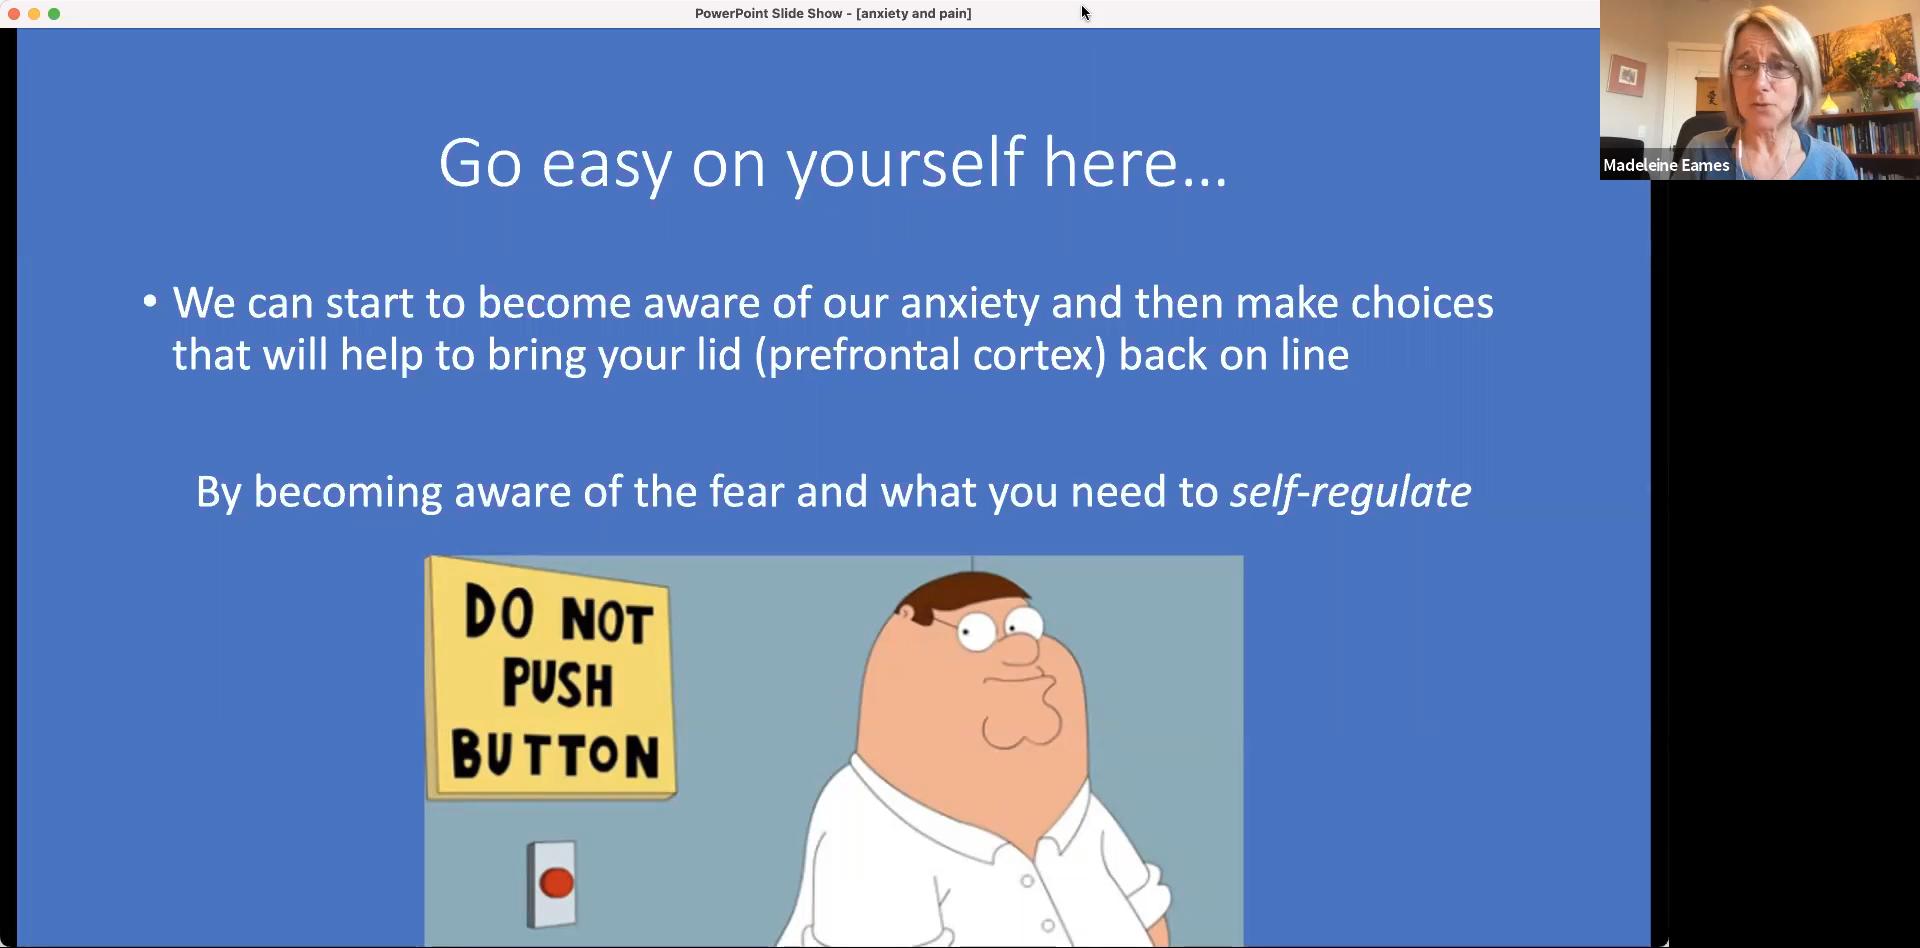 PowerPoint Slide Show - [anxiety and pain]
Go easy on yourself here...
• We can start to become aware of our anxiety and then make choices
that will help to bring your lid (prefrontal cortex) back on line
By becoming aware of the fear and what you need to self-regulate
DO NOT
PUSH
BUTTON
Madeleine Eames